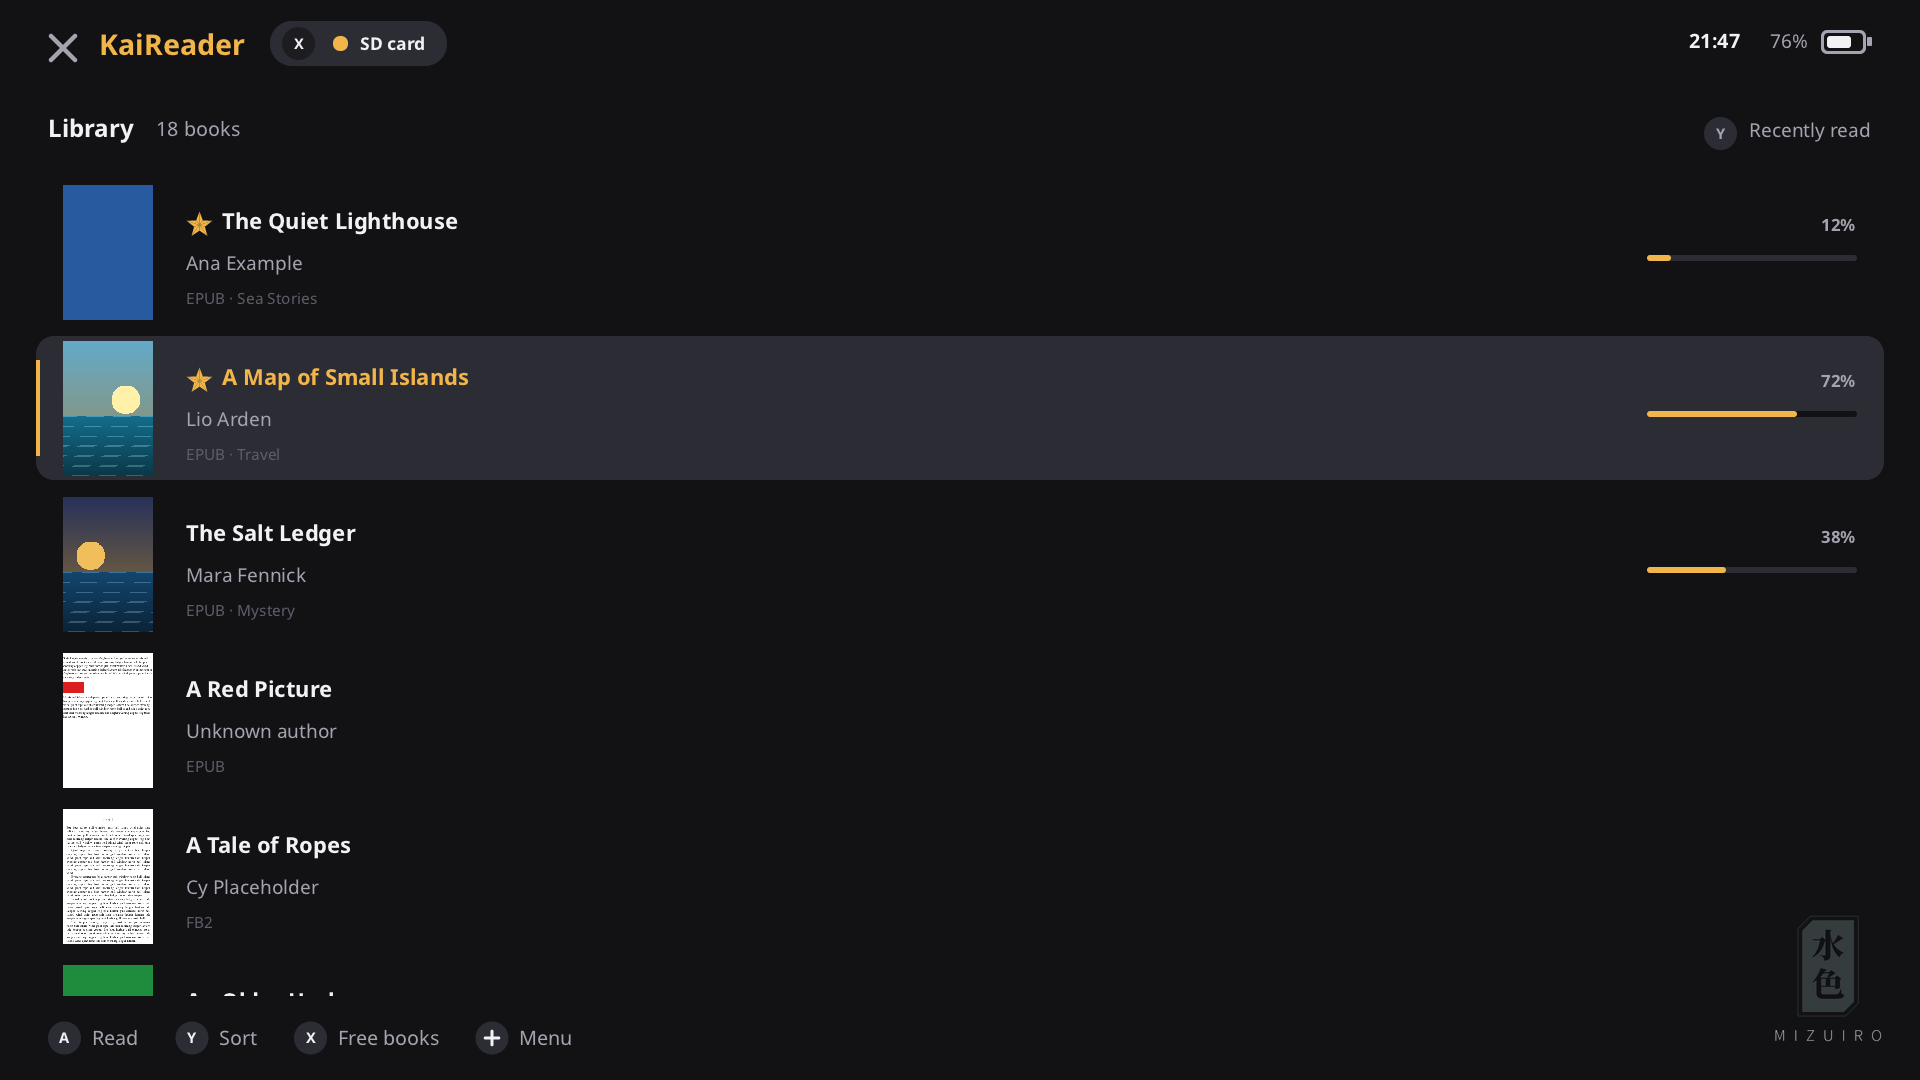 KaiReader
X SD card
21:47 76%
Library 18 books
Y Recently read
The Quiet Lighthouse
12%
Ana Example
EPUB · Sea Stories
A Map of Small Islands
72%
Lio Arden
EPUB · Travel
The Salt Ledger
38%
Mara Fennick
EPUB · Mystery
A Red Picture
Unknown author
EPUB
A Tale of Ropes
Cy Placeholder
FB2
水色
MIZUIRO
A Read Y Sort X Free books + Menu